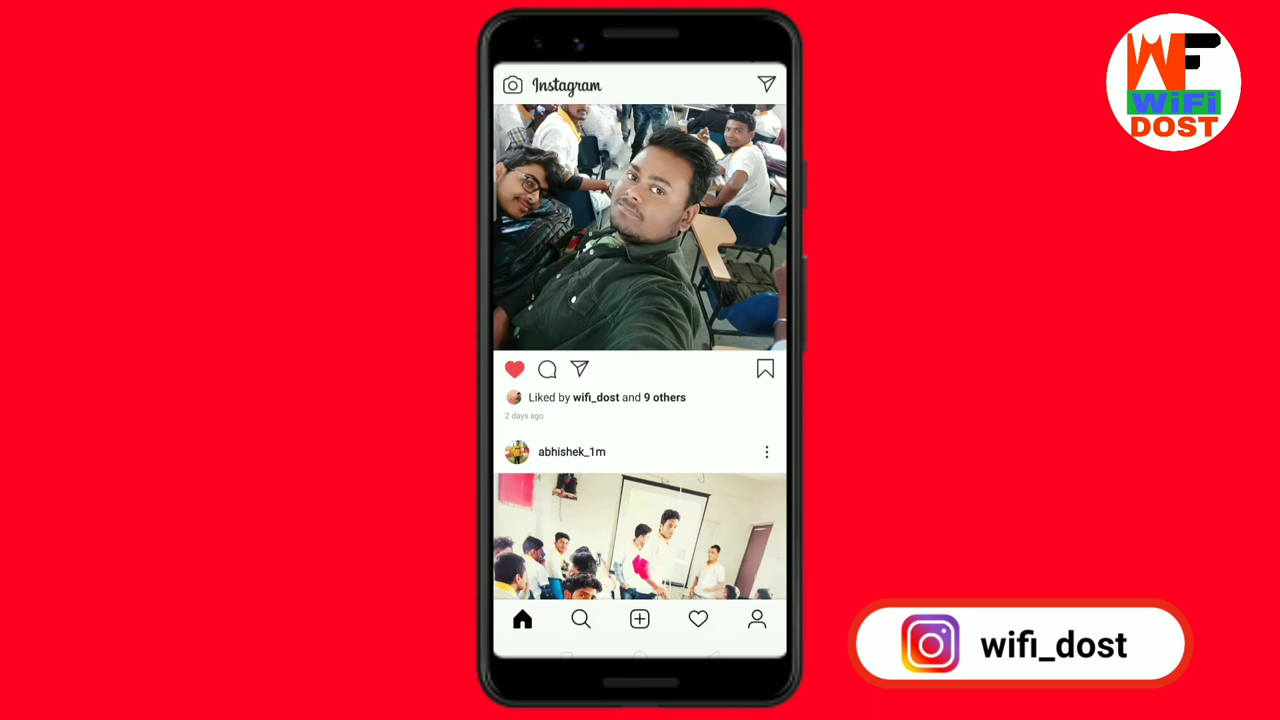 Instagram
WF
WiFi
DOST
Liked by wifi_dost and 9 others
2 days ago
abhishek_1m
wifi_dost